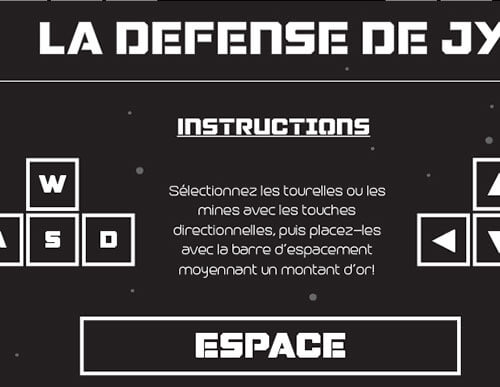 LA DEFENSE DE JY
INSTRUCTIONS
W
A S D
Sélectionnez les tourelles ou les
mines avec les touches
directionnelles, puis placez-les
avec la barre d'espacement
moyennant un montant d'or!
ESPACE